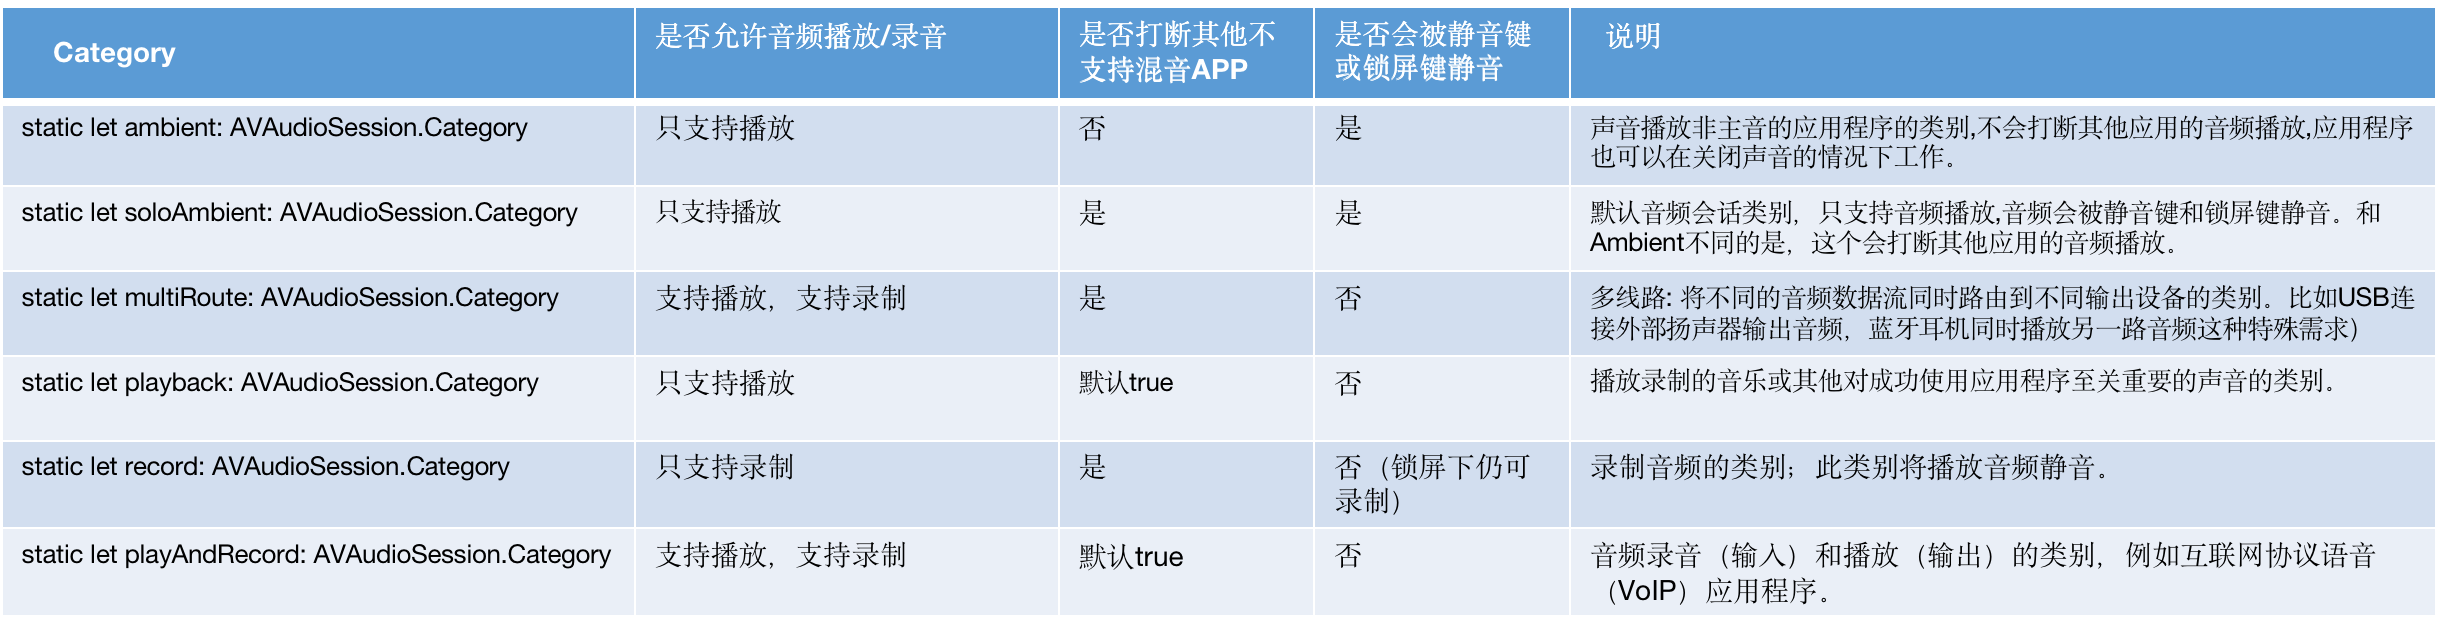 Category
是否允许音频播放/录音
是否打断其他不
支持混音APP
是否会被静音键
或锁屏键静音
说明
static let ambient: AVAudioSession.Category
只支持播放
否
是
声音播放非主音的应用程序的类别,不会打断其他应用的音频播放,应用程序
也可以在关闭声音的情况下工作。
static let soloAmbient: AVAudioSession.Category
只支持播放
是
是
默认音频会话类别，只支持音频播放,音频会被静音键和锁屏键静音。和
Ambient不同的是，这个会打断其他应用的音频播放。
static let multiRoute: AVAudioSession.Category
支持播放，支持录制
是
否
多线路: 将不同的音频数据流同时路由到不同输出设备的类别。比如USB连
接外部扬声器输出音频，蓝牙耳机同时播放另一路音频这种特殊需求）
static let playback: AVAudioSession.Category
只支持播放
默认true
否
播放录制的音乐或其他对成功使用应用程序至关重要的声音的类别。
static let record: AVAudioSession.Category
只支持录制
是
否（锁屏下仍可
录制）
录制音频的类别；此类别将播放音频静音。
static let playAndRecord: AVAudioSession.Category
支持播放，支持录制
默认true
否
音频录音（输入）和播放（输出）的类别，例如互联网协议语音
（VoIP）应用程序。